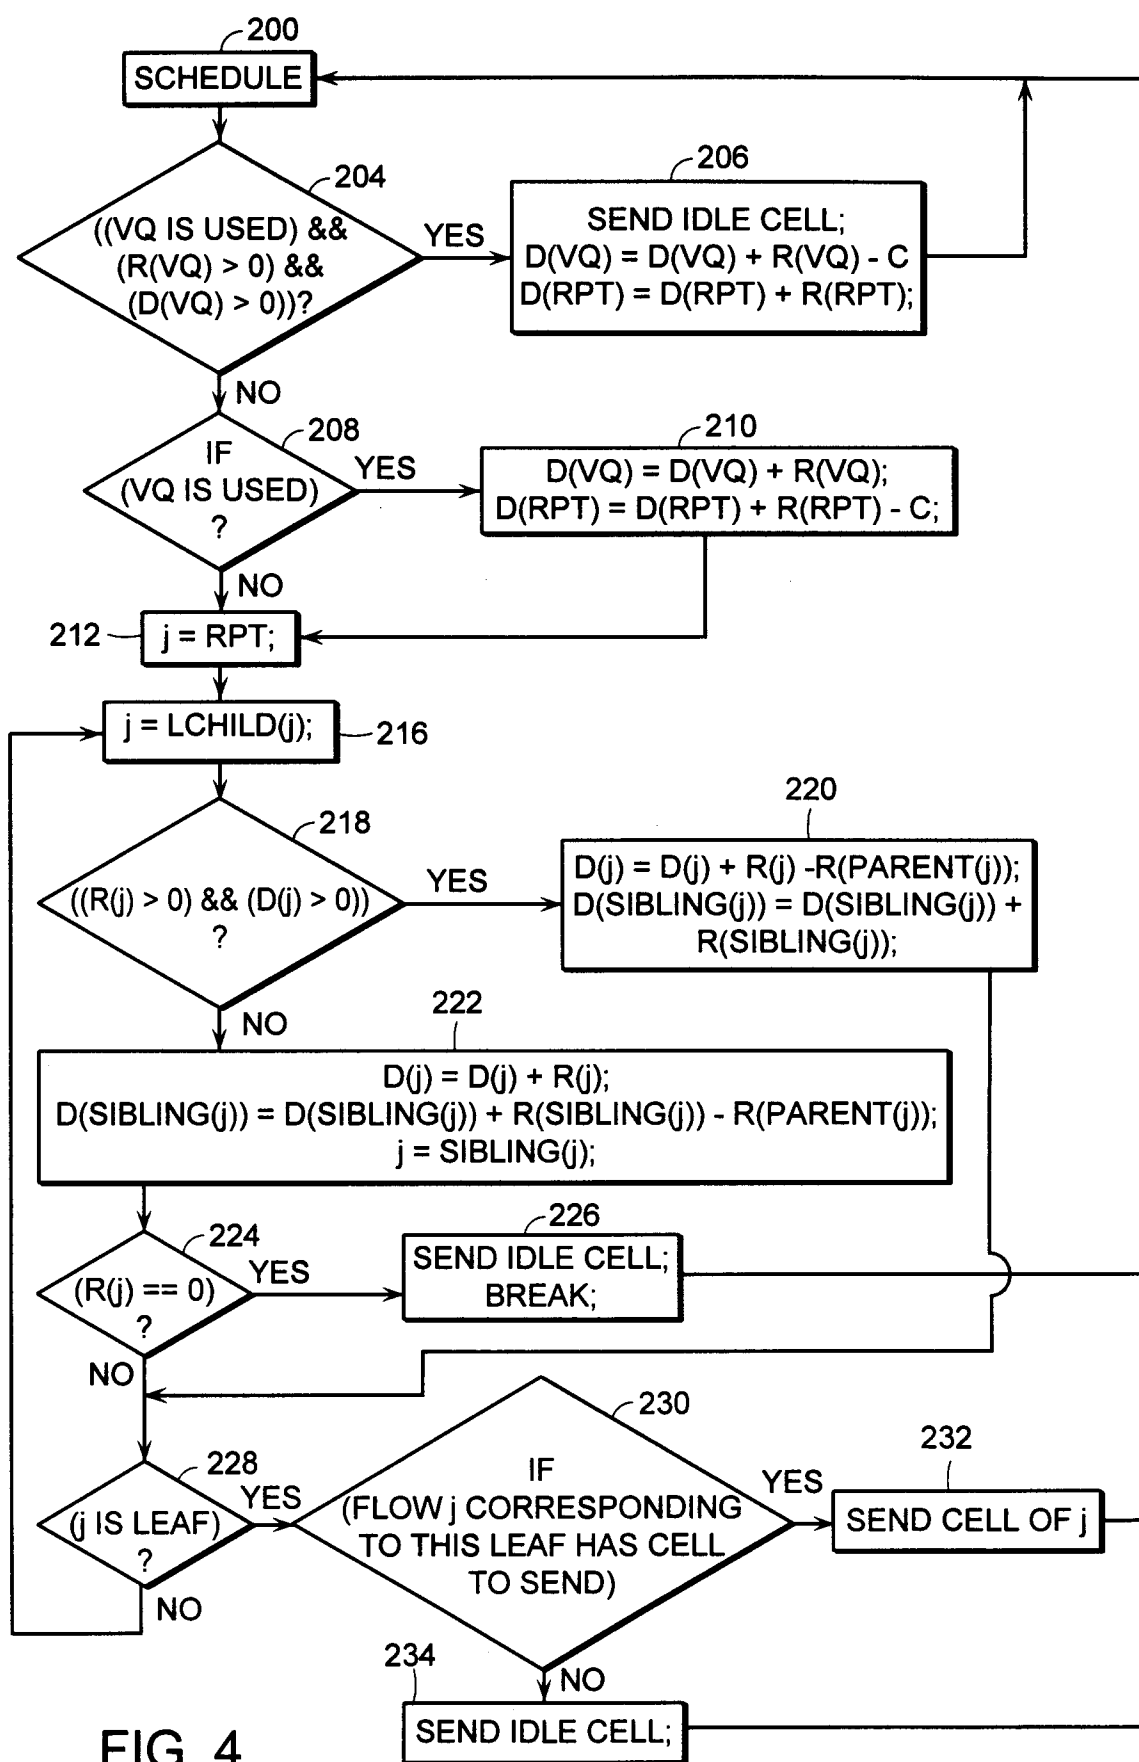 200
SCHEDULE
204
((VQ IS USED) &&
(R(VQ) > 0) &&
(D(VQ) > 0))?
YES
206
SEND IDLE CELL;
D(VQ) = D(VQ) + R(VQ) - C
D(RPT) = D(RPT) + R(RPT);
NO
208
IF
(VQ IS USED)
?
YES
210
D(VQ) = D(VQ) + R(VQ);
D(RPT) = D(RPT) + R(RPT) - C;
NO
212
j = RPT;
j = LCHILD(j);
216
218
((R(j) > 0) && (D(j) > 0))
?
YES
220
D(j) = D(j) + R(j) -R(PARENT(j));
D(SIBLING(j)) = D(SIBLING(j)) +
R(SIBLING(j));
NO
222
D(j) = D(j) + R(j);
D(SIBLING(j)) = D(SIBLING(j)) + R(SIBLING(j)) - R(PARENT(j));
j = SIBLING(j);
224
(R(j) == 0)
?
YES
226
SEND IDLE CELL;
BREAK;
NO
228
(j IS LEAF)
?
YES
NO
230
IF
(FLOW j CORRESPONDING
TO THIS LEAF HAS CELL
TO SEND)
YES
232
SEND CELL OF j
NO
234
SEND IDLE CELL;
FIG. 4